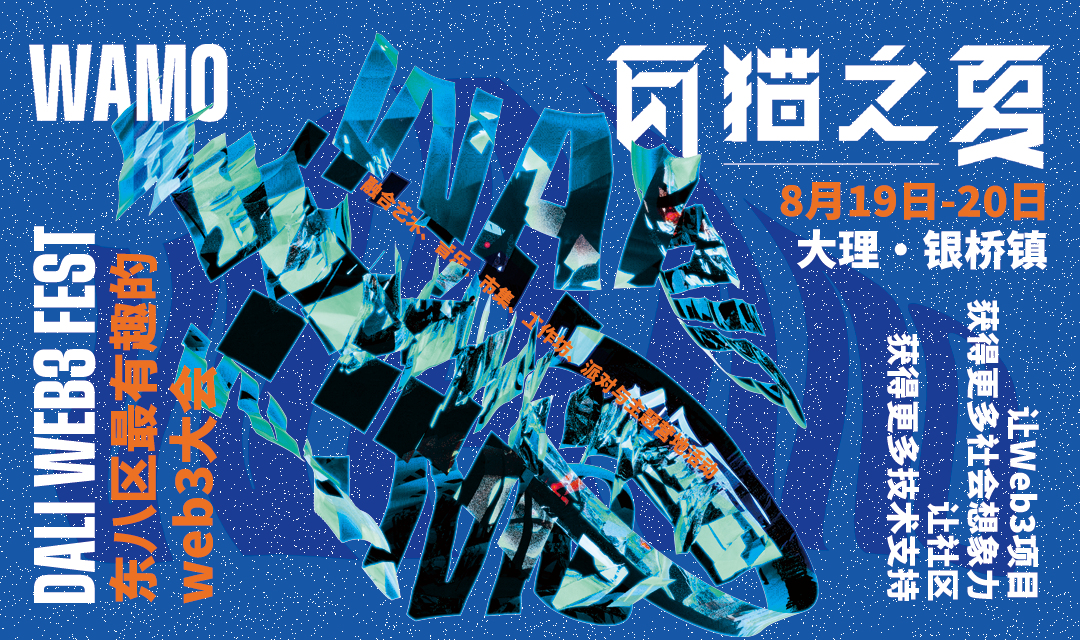 WAMO
瓦猫之夏
8月19日-20日
大理·银桥镇
融合艺术、音乐、市集、工作坊、派对与主题营地活动
DALI WEB3 FEST
东八区最有趣的
web3大会
让Web3项目
获得更多社会想象力
让社区
获得更多技术支持